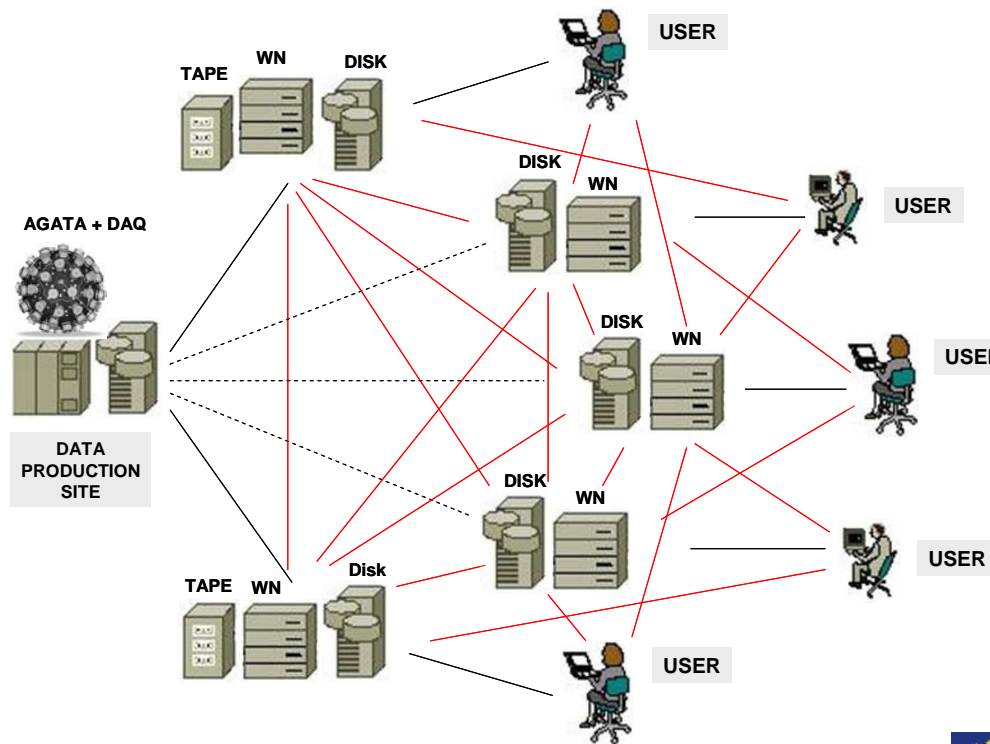 USER
WN
TAPE
DISK
DISK
WN
USER
AGATA + DAQ
DISK
WN
USE
DATA
PRODUCTION
SITE
DISK
WN
USER
Disk
TAPE
WN
USER